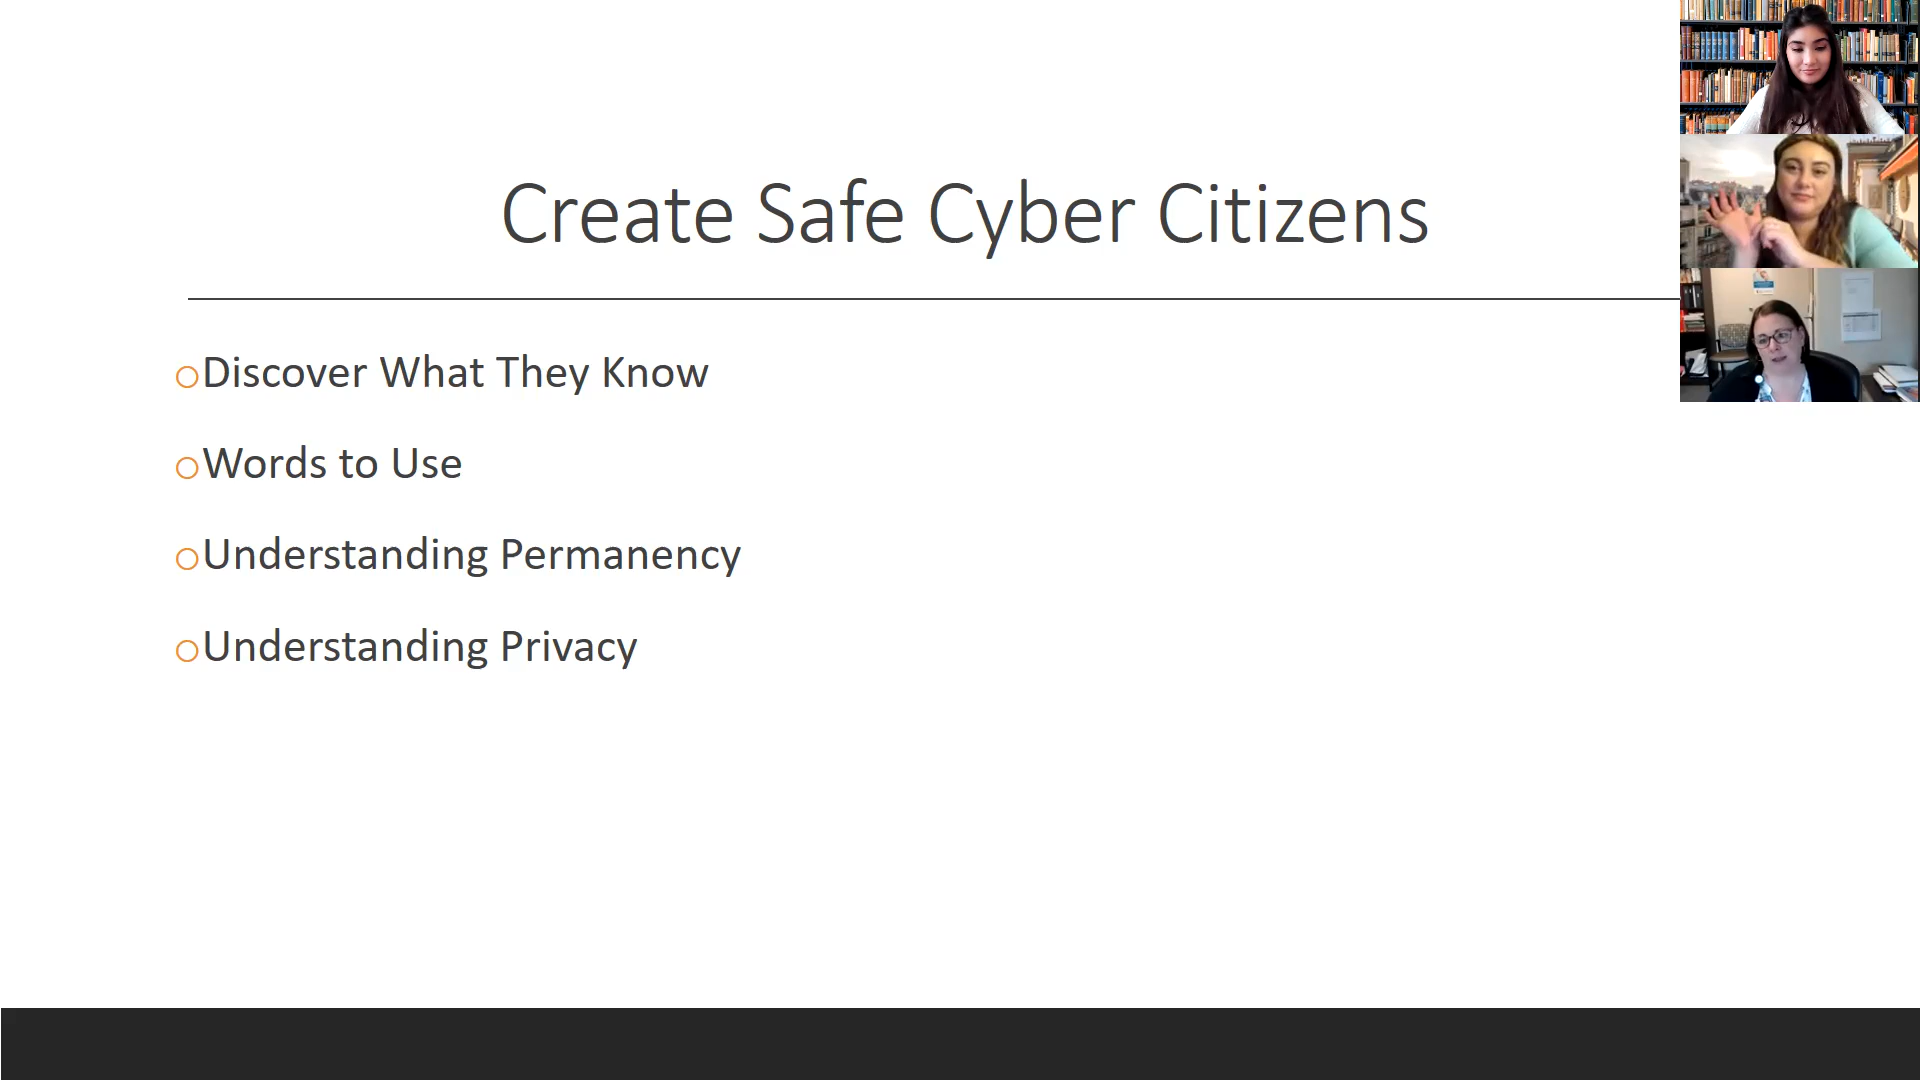 Create Safe Cyber Citizens
Discover What They Know
Words to Use
Understanding Permanency
Understanding Privacy